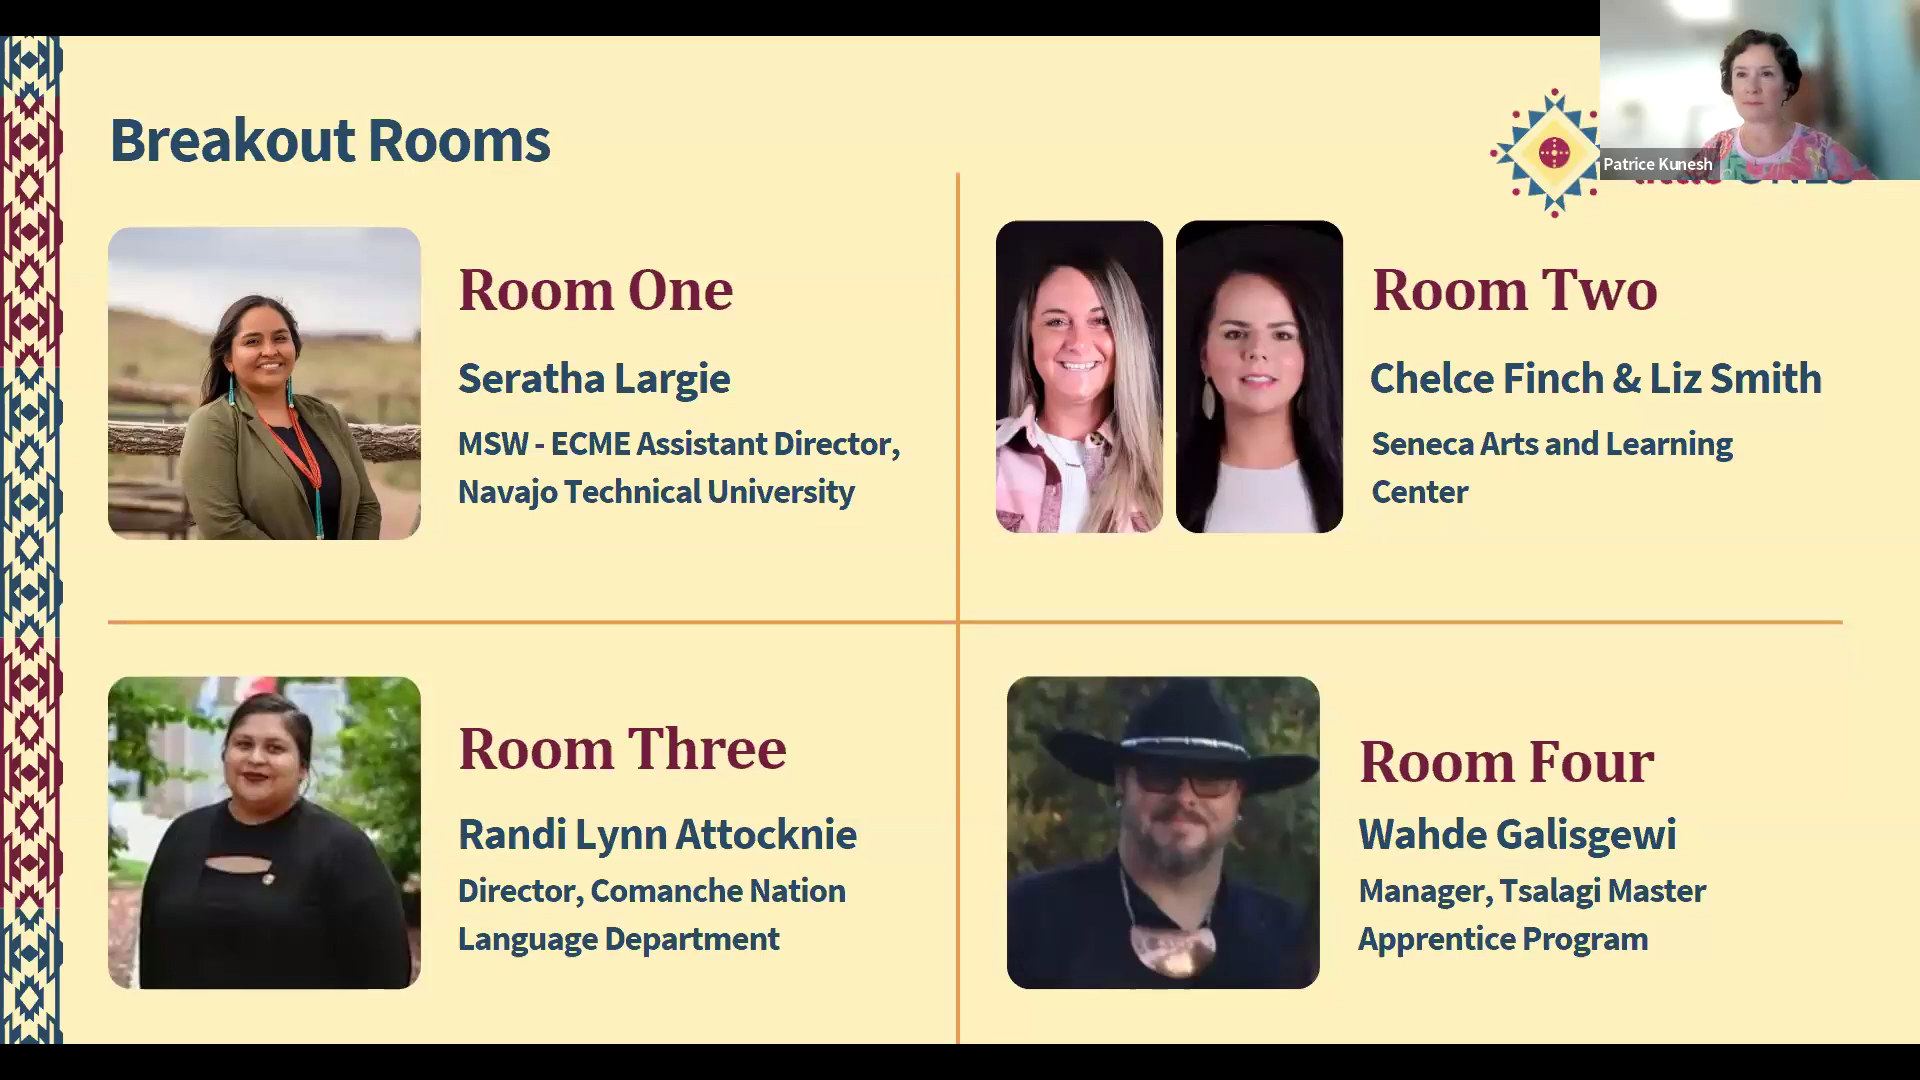 Breakout Rooms
Patrice Kunesh
Room One
Seratha Largie
MSW - ECME Assistant Director,
Navajo Technical University
Room Two
Chelce Finch & Liz Smith
Seneca Arts and Learning
Center
Room Three
Randi Lynn Attocknie
Director, Comanche Nation
Language Department
Room Four
Wahde Galisgewi
Manager, Tsalagi Master
Apprentice Program